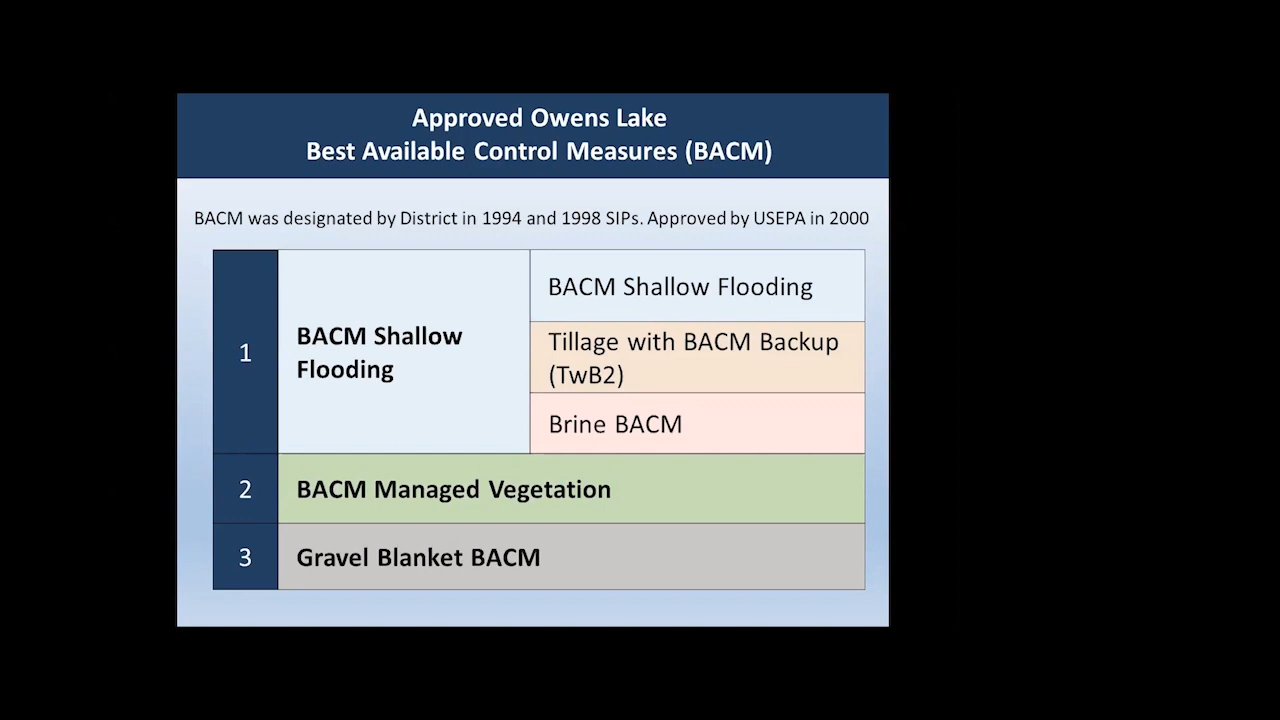 Approved Owens Lake
Best Available Control Measures (BACM)
BACM was designated by District in 1994 and 1998 SIPs. Approved by USEPA in 2000
1
BACM Shallow
Flooding
BACM Shallow Flooding
Tillage with BACM Backup
(TwB2)
Brine BACM
2
BACM Managed Vegetation
3
Gravel Blanket BACM